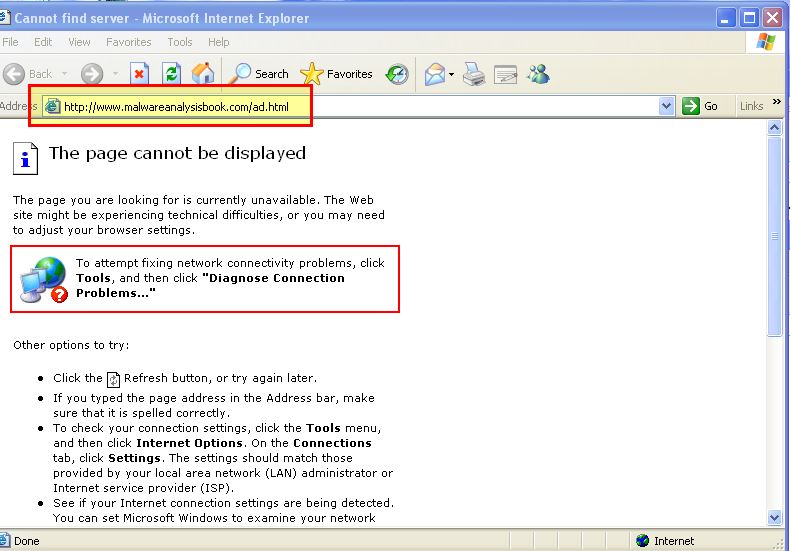 Cannot find server - Microsoft Internet Explorer
File Edit View Favorites Tools Help
Back Search Favorites
Address http://www.malwareanalysisbook.com/ad.html Go Links »
The page cannot be displayed
The page you are looking for is currently unavailable. The Web
site might be experiencing technical difficulties, or you may need
to adjust your browser settings.
To attempt fixing network connectivity problems, click
Tools, and then click "Diagnose Connection
Problems..."
Other options to try:
Click the Refresh button, or try again later.
If you typed the page address in the Address bar, make
sure that it is spelled correctly.
To check your connection settings, click the Tools menu,
and then click Internet Options. On the Connections
tab, click Settings. The settings should match those
provided by your local area network (LAN) administrator or
Internet service provider (ISP).
See if your Internet connection settings are being detected.
You can set Microsoft Windows to examine your network
Done Internet